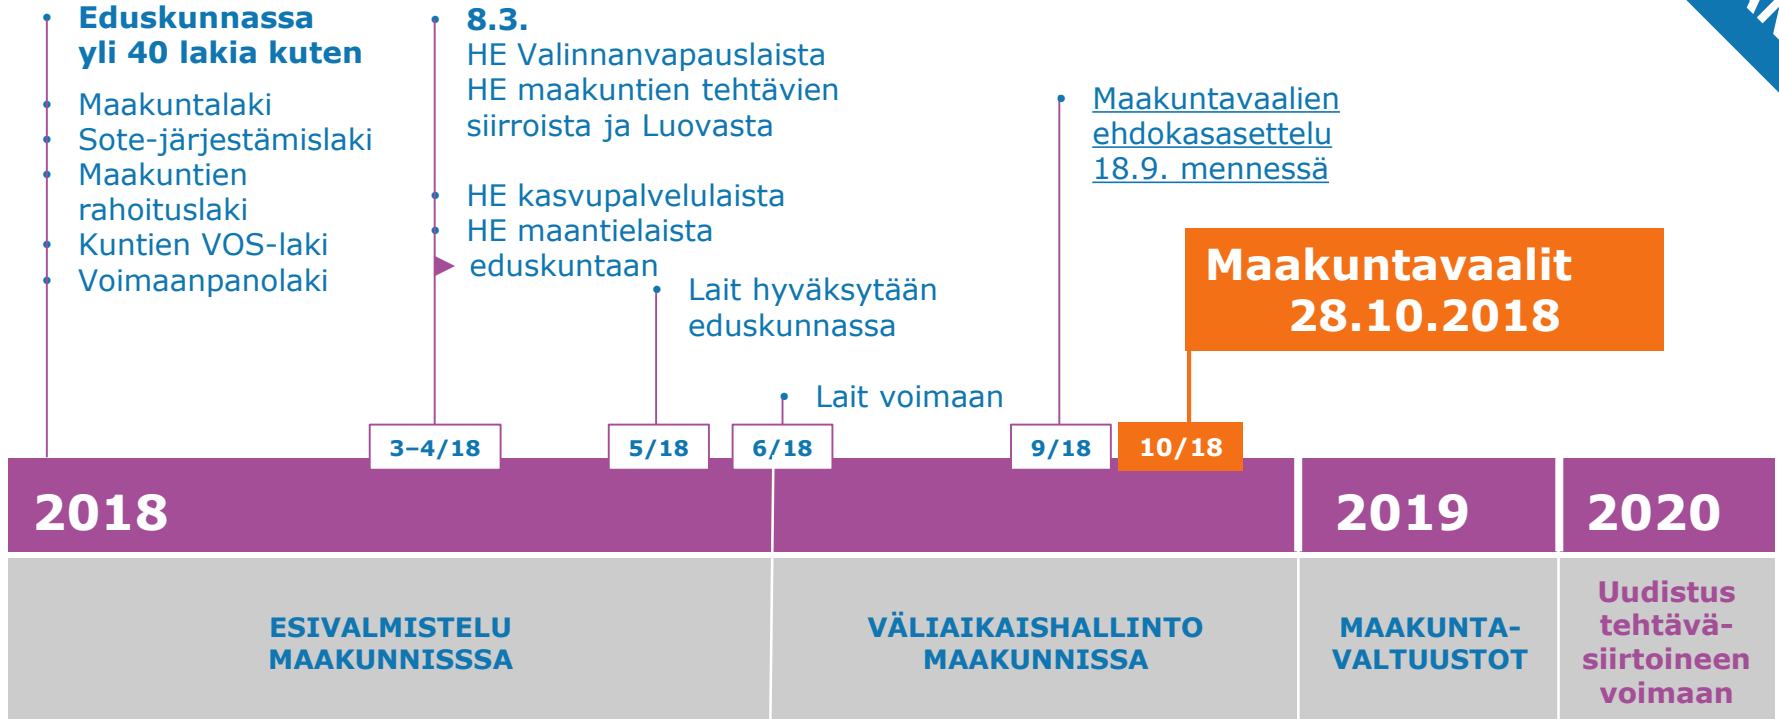 Eduskunnassa
yli 40 lakia kuten
• Maakuntalaki
• Sote-järjestämislaki
• Maakuntien
rahoituslaki
• Kuntien VOS-laki
• Voimaanpanolaki
• 8.3.
HE Valinnanvapauslaista
HE maakuntien tehtävien
siirroista ja Luovasta
• HE kasvupalvelulaista
• HE maantielaista
eduskuntaan
• Lait hyväksytään
eduskunnassa
• Lait voimaan
• Maakuntavaalien
ehdokasasettelu
18.9. mennessä
Maakuntavaalit
28.10.2018
3–4/18
5/18
6/18
9/18
10/18
2018
2019
2020
ESIVALMISTELU
MAAKUNNISSSA
VÄLIAIKAISHALLINTO
MAAKUNNISSA
MAAKUNTA-
VALTUUSTOT
Uudistus
tehtävä-
siirtoineen
voimaan